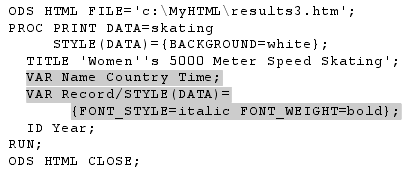 ODS HTML FILE='c:\MyHTML\results3.htm';
PROC PRINT DATA=skating
STYLE(DATA)={BACKGROUND=white};
TITLE 'Women''s 5000 Meter Speed Skating';
VAR Name Country Time;
VAR Record/STYLE(DATA)=
{FONT_STYLE=italic FONT_WEIGHT=bold};
ID Year;
RUN;
ODS HTML CLOSE;